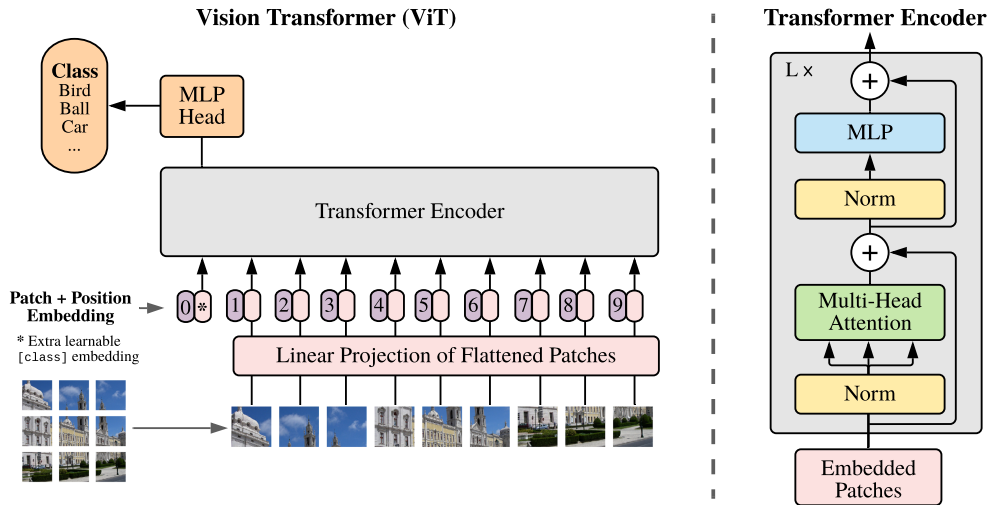 Vision Transformer (ViT)
Class
Bird
Ball
Car
...
MLP
Head
Transformer Encoder
0 * 1 2 3 4 5 6 7 8 9
Patch + Position
Embedding
* Extra learnable
[class] embedding
Linear Projection of Flattened Patches
Transformer Encoder
L ×
+
MLP
Norm
+
Multi-Head
Attention
Norm
Embedded
Patches